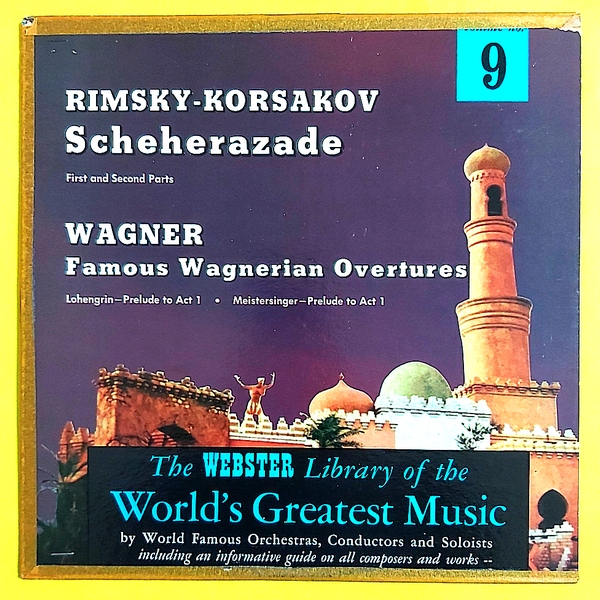 9
RIMSKY-KORSAKOV
Scheherazade
First and Second Parts
WAGNER
Famous Wagnerian Overtures
Lohengrin—Prelude to Act 1 • Meistersinger—Prelude to Act 1
The WEBSTER Library of the
World's Greatest Music
by World Famous Orchestras, Conductors and Soloists
including an informative guide on all composers and works --